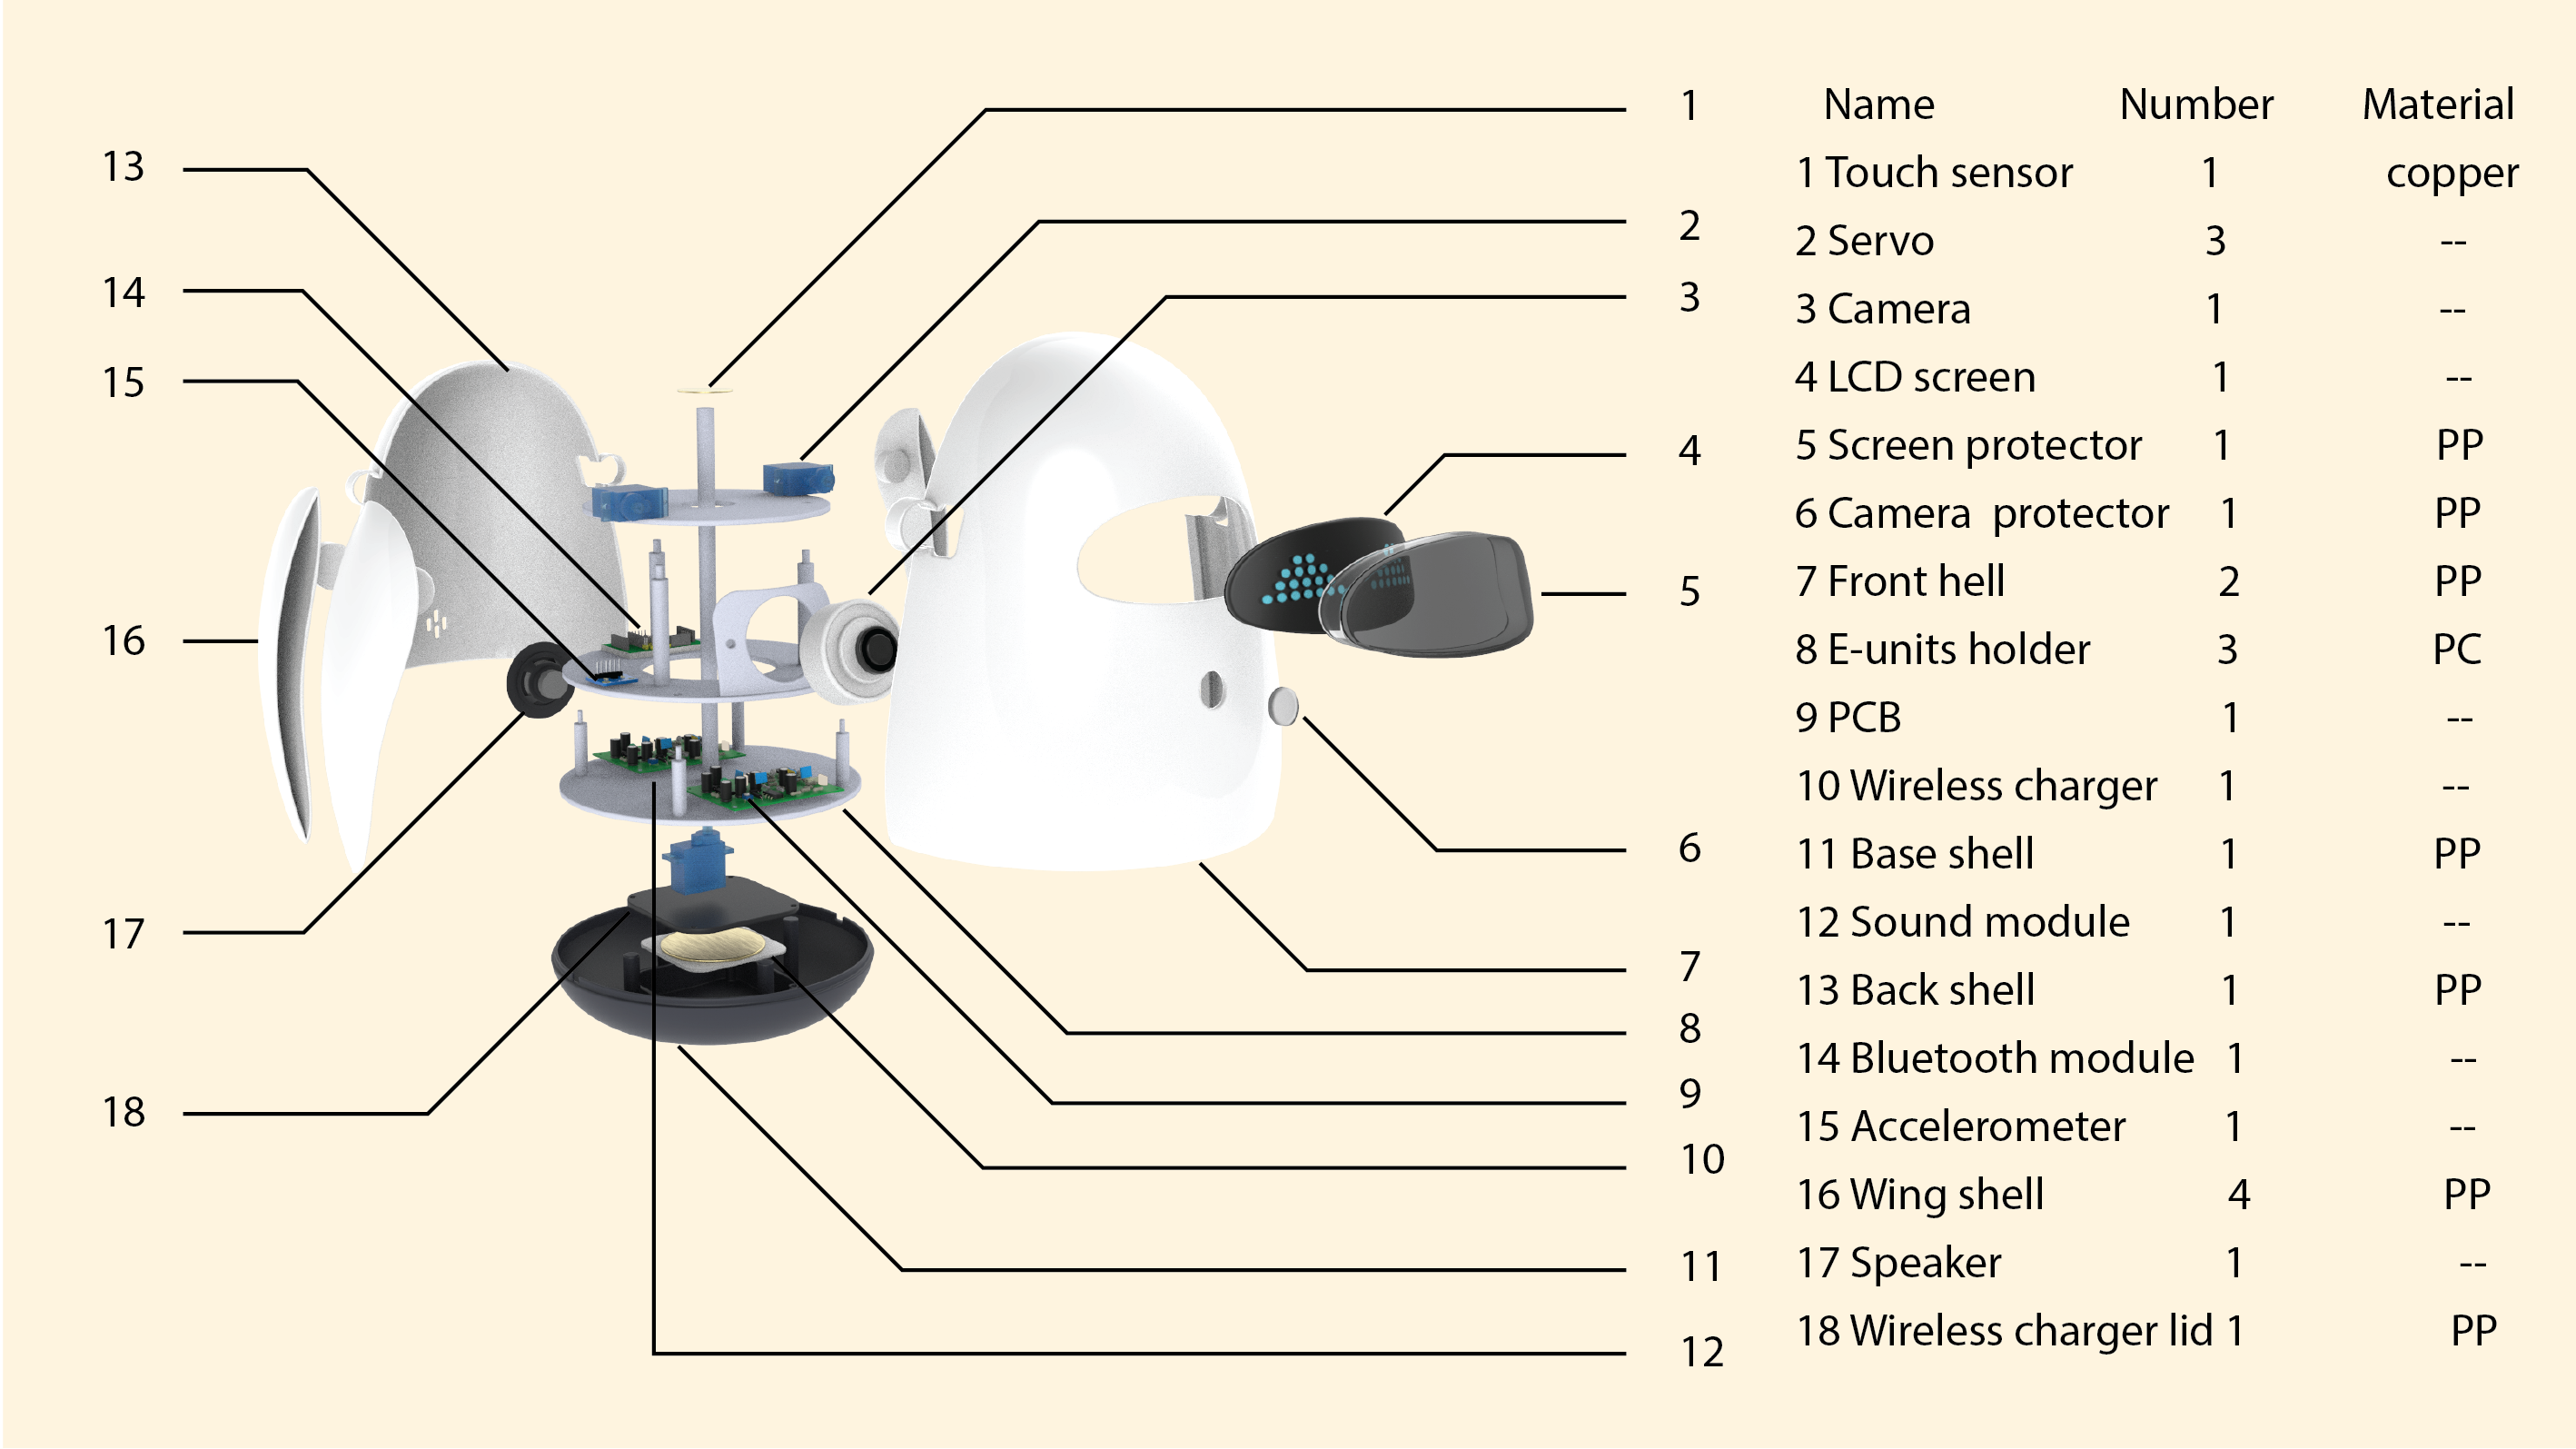 13
14
15
16
17
18
1
2
3
4
5
6
7
8
9
10
11
12
Name Number Material
1 Touch sensor 1 copper
2 Servo 3 --
3 Camera 1 --
4 LCD screen 1 --
5 Screen protector 1 PP
6 Camera protector 1 PP
7 Front hell 2 PP
8 E-units holder 3 PC
9 PCB 1 --
10 Wireless charger 1 --
11 Base shell 1 PP
12 Sound module 1 --
13 Back shell 1 PP
14 Bluetooth module 1 --
15 Accelerometer 1 --
16 Wing shell 4 PP
17 Speaker 1 --
18 Wireless charger lid 1 PP